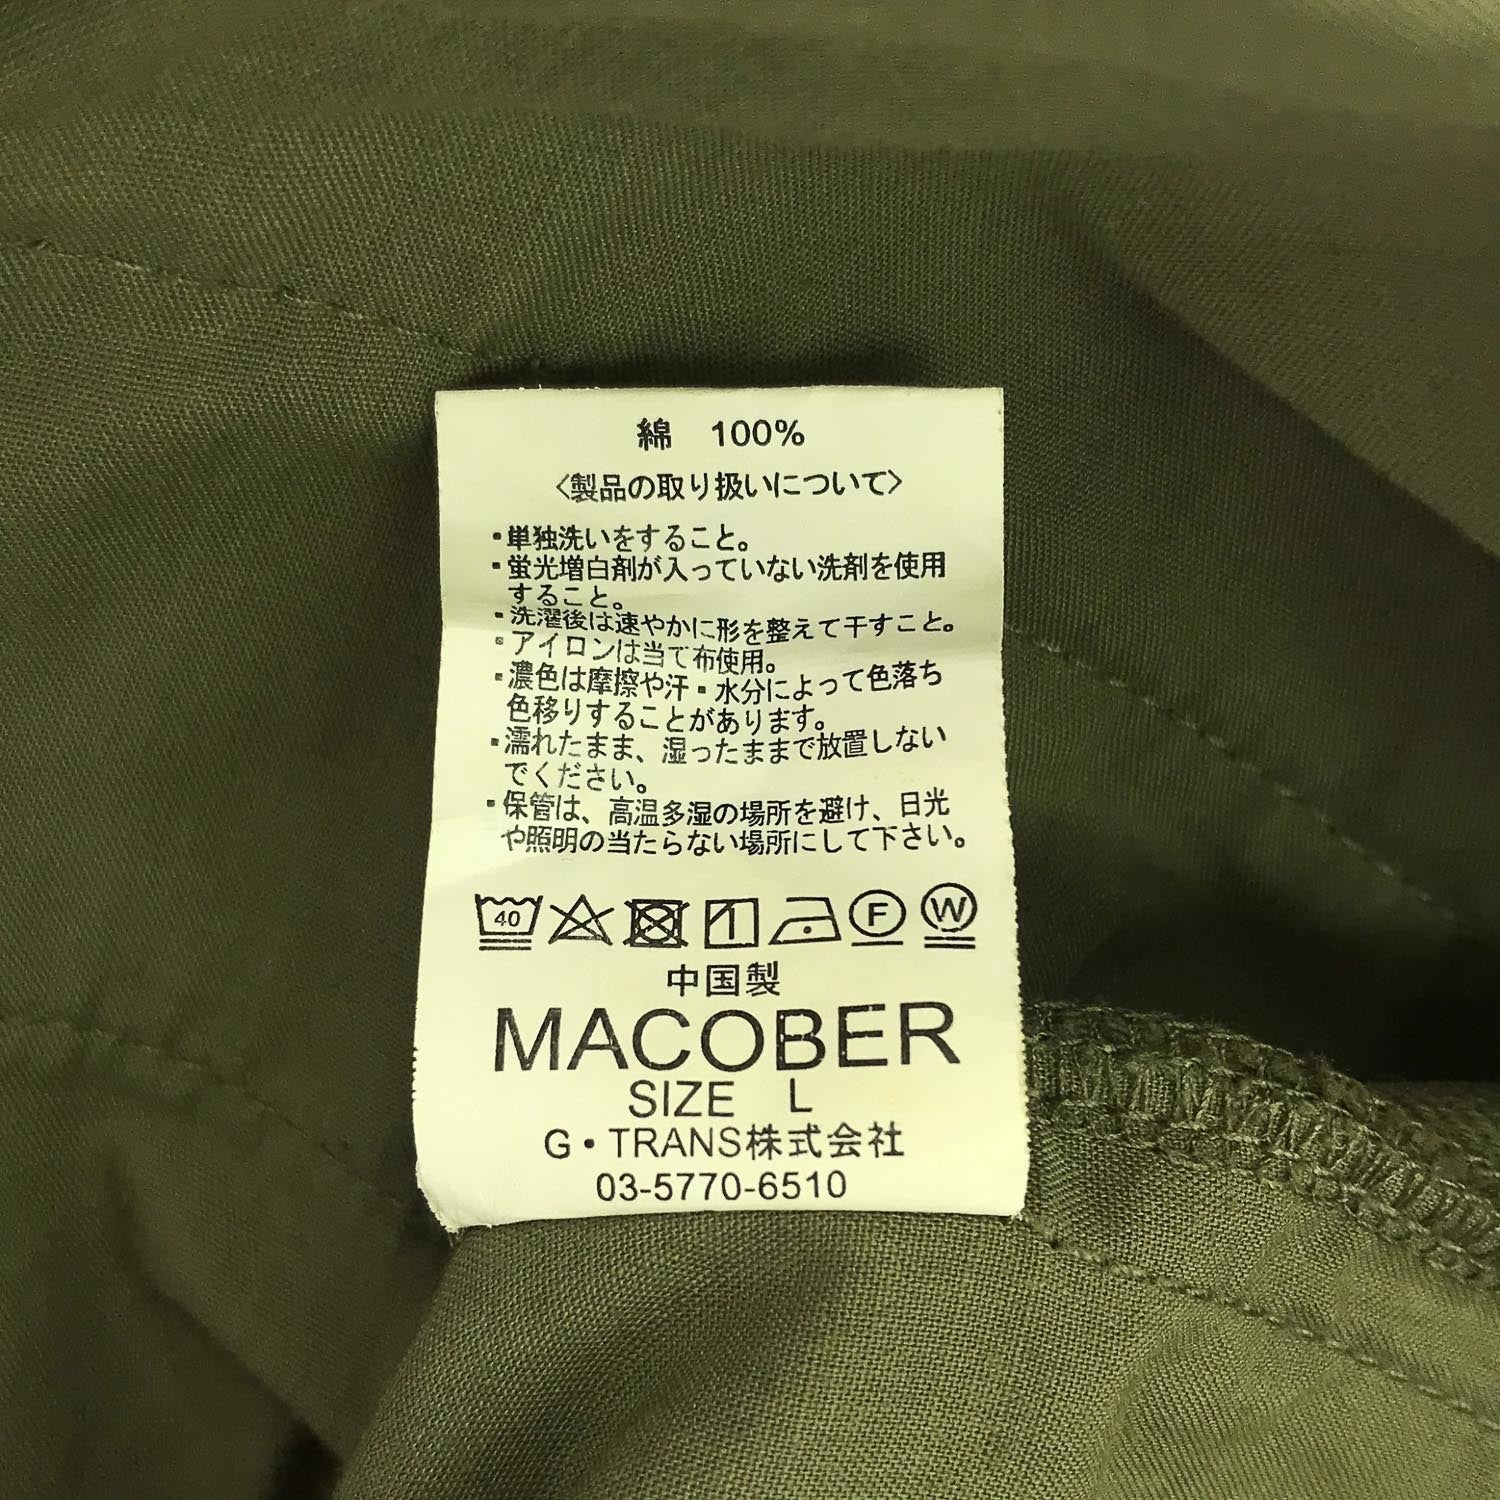 綿 100%
〈製品の取り扱いについて〉
・単独洗いをすること。
・蛍光増白剤が入っていない洗剤を使用
すること。
・洗濯後は速やかに形を整えて干すこと。
・アイロンは当て布使用。
・濃色は摩擦や汗・水分によって色落ち
色移りすることがあります。
・濡れたまま、湿ったままで放置しない
でください。
・保管は、高温多湿の場所を避け、日光
や照明の当たらない場所にして下さい。
40 F W
中国製
MACOBER
SIZE L
G・TRANS株式会社
03-5770-6510